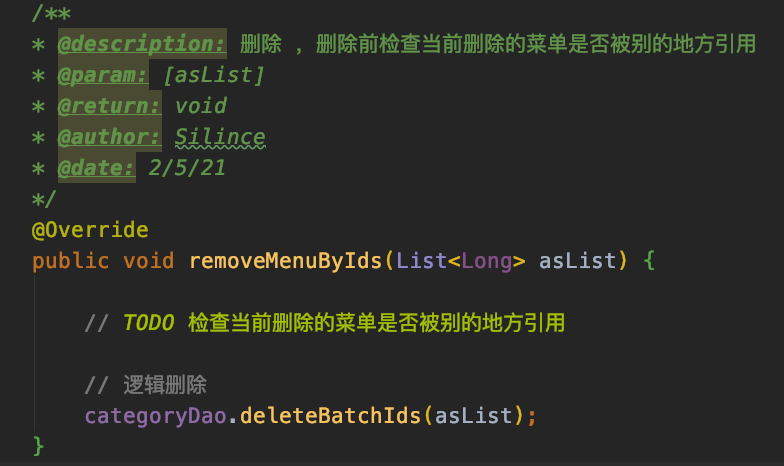 /**
* @description: 删除 ，删除前检查当前删除的菜单是否被别的地方引用
* @param: [asList]
* @return: void
* @author: Silince
* @date: 2/5/21
*/
@Override
public void removeMenuByIds(List<Long> asList) {
// TODO 检查当前删除的菜单是否被别的地方引用
// 逻辑删除
categoryDao.deleteBatchIds(asList);
}